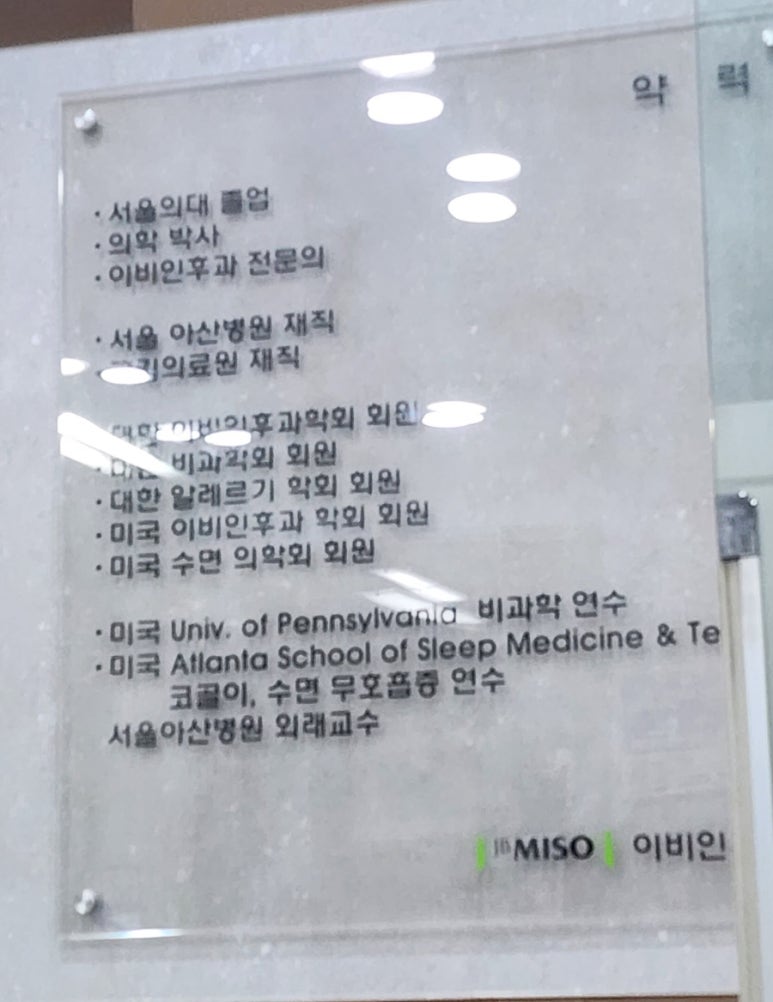 약 력
· 서울의대 졸업
· 의학 박사
· 이비인후과 전문의
· 서울 아산병원 재직
재직
대한 이비인후과학회 회원
· 대한 비과학회 회원
· 대한 알레르기 학회 회원
· 미국 이비인후과 학회 회원
· 미국 수면 의학회 회원
· 미국 Univ. of Pennsylvania 비과학 연수
· 미국 Atlanta School of Sleep Medicine & Te
코골이, 수면 무호흡증 연수
서울아산병원 외래교수
MISO 이비인